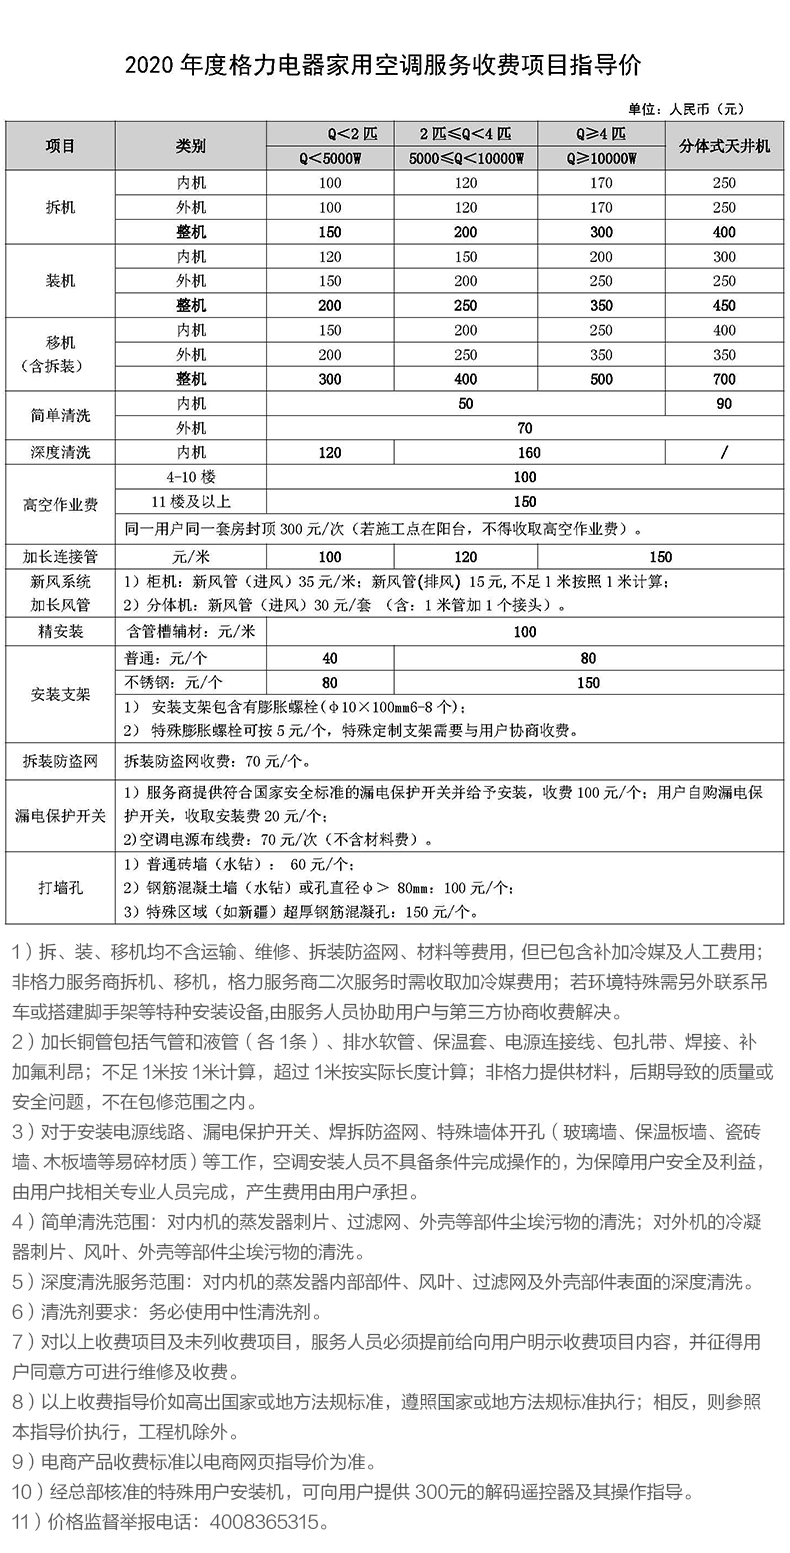 2020 年度格力电器家用空调服务收费项目指导价
单位：人民币（元）
项目 类别 Q＜2 匹 2 匹≤Q＜4 匹 Q≥4 匹 分体式天井机
Q＜5000W 5000≤Q＜10000W Q≥10000W
拆机 内机 100 120 170 250
外机 100 120 170 250
整机 150 200 300 400
装机 内机 120 150 200 300
外机 150 200 250 250
整机 200 250 350 450
移机（含拆装） 内机 150 200 250 400
外机 200 250 350 350
整机 300 400 500 700
简单清洗 内机 50 90
外机 70
深度清洗 内机 120 160 /
高空作业费 4-10 楼 100
11 楼及以上 150
同一用户同一套房封顶 300 元/次（若施工点在阳台，不得收取高空作业费）。
加长连接管 元/米 100 120 150
新风系统 1）柜机：新风管（进风）35 元/米；新风管(排风）15 元,不足 1 米按照 1 米计算；
加长风管 2）分体机：新风管（进风）30 元/套 （含：1 米管加 1 个接头）。
精安装 含管槽辅材：元/米 100
安装支架 普通：元/个 40 80
不锈钢：元/个 80 150
1） 安装支架包含有膨胀螺栓(φ10×100mm6-8 个)；
2） 特殊膨胀螺栓可按 5 元/个，特殊定制支架需要与用户协商收费。
拆装防盗网 拆装防盗网收费：70 元/个。
漏电保护开关 1）服务商提供符合国家安全标准的漏电保护开关并给予安装，收费 100 元/个；用户自购漏电保
护开关，收取安装费 20 元/个；
2)空调电源布线费：70 元/次（不含材料费）。
打墙孔 1）普通砖墙（水钻）： 60 元/个；
2）钢筋混凝土墙（水钻）或孔直径φ＞ 80mm：100 元/个；
3）特殊区域（如新疆）超厚钢筋混凝孔：150 元/个。
1）拆、装、移机均不含运输、维修、拆装防盗网、材料等费用，但已包含补加冷媒及人工费用；
非格力服务商拆机、移机，格力服务商二次服务时需收取加冷媒费用；若环境特殊需另外联系吊
车或搭建脚手架等特种安装设备,由服务人员协助用户与第三方协商收费解决。
2）加长铜管包括气管和液管（各 1条）、排水软管、保温套、电源连接线、包扎带、焊接、补
加氟利昂；不足 1米按 1米计算，超过 1米按实际长度计算；非格力提供材料，后期导致的质量或
安全问题，不在包修范围之内。
3）对于安装电源线路、漏电保护开关、焊拆防盗网、特殊墙体开孔（玻璃墙、保温板墙、瓷砖
墙、木板墙等易碎材质）等工作，空调安装人员不具备条件完成操作的，为保障用户安全及利益，
由用户找相关专业人员完成，产生费用由用户承担。
4）简单清洗范围：对内机的蒸发器刺片、过滤网、外壳等部件尘埃污物的清洗；对外机的冷凝
器刺片、风叶、外壳等部件尘埃污物的清洗。
5）深度清洗服务范围：对内机的蒸发器内部部件、风叶、过滤网及外壳部件表面的深度清洗。
6）清洗剂要求：务必使用中性清洗剂。
7）对以上收费项目及未列收费项目，服务人员必须提前给向用户明示收费项目内容，并征得用
户同意方可进行维修及收费。
8）以上收费指导价如高出国家或地方法规标准，遵照国家或地方法规标准执行；相反，则参照
本指导价执行，工程机除外。
9）电商产品收费标准以电商网页指导价为准。
10）经总部核准的特殊用户安装机，可向用户提供 300元的解码遥控器及其操作指导。
11）价格监督举报电话：4008365315。